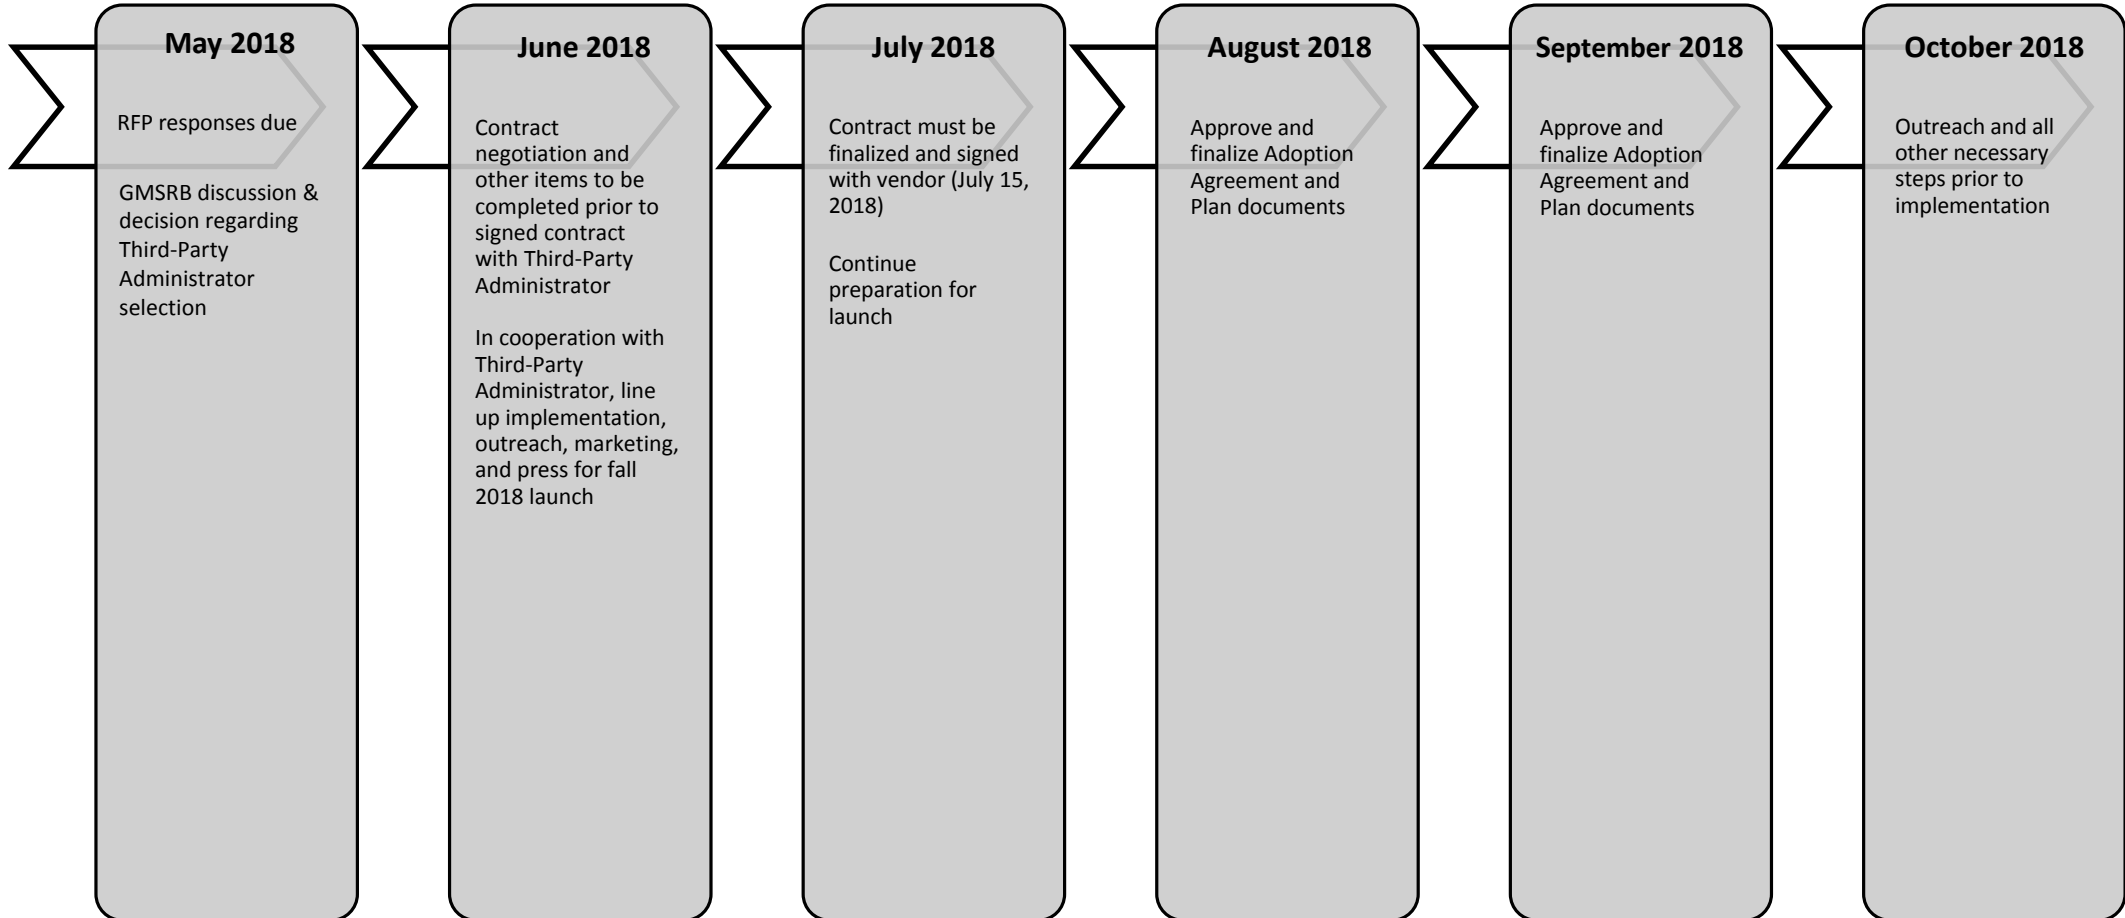 May 2018
RFP responses due
GMSRB discussion &
decision regarding
Third-Party
Administrator
selection
June 2018
Contract
negotiation and
other items to be
completed prior to
signed contract
with Third-Party
Administrator
In cooperation with
Third-Party
Administrator, line
up implementation,
outreach, marketing,
and press for fall
2018 launch
July 2018
Contract must be
finalized and signed
with vendor (July 15,
2018)
Continue
preparation for
launch
August 2018
Approve and
finalize Adoption
Agreement and
Plan documents
September 2018
Approve and
finalize Adoption
Agreement and
Plan documents
October 2018
Outreach and all
other necessary
steps prior to
implementation